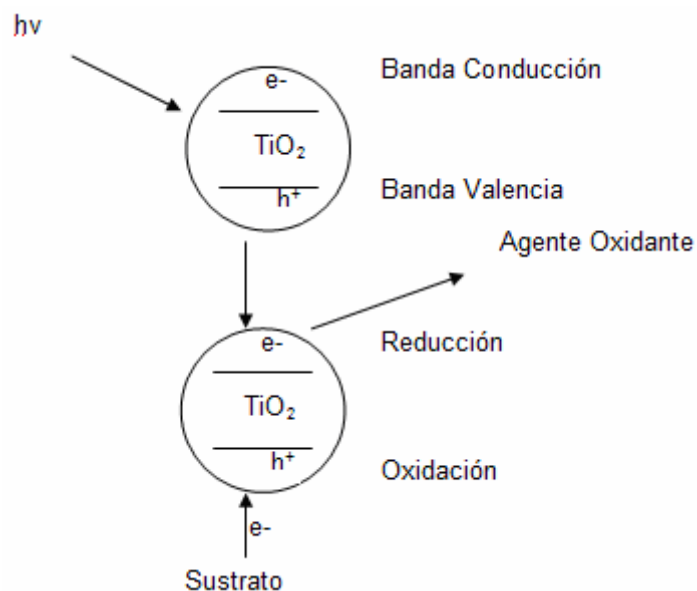 hv
e-
Banda Conducción
TiO₂
h⁺
Banda Valencia
Agente Oxidante
e-
Reducción
TiO₂
h⁺
Oxidación
e-
Sustrato